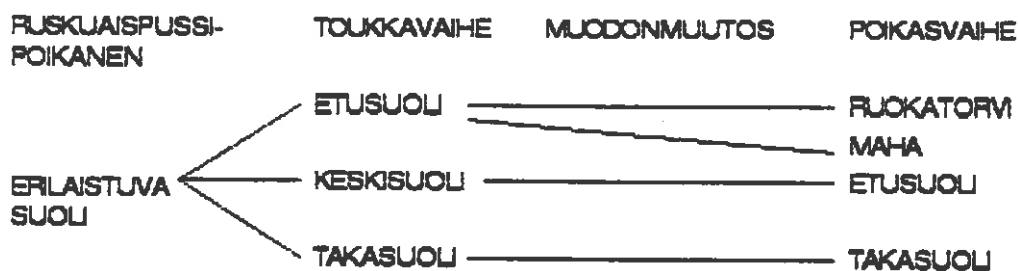 RUSKUAISPUSSI-
POIKANEN
TOUKKAVAIHE
MUODONMUUTOS
POIKASVAIHE
ETUSUOLI
RUOKATORVI
MAHA
ERILAISTUVA
SUOLI
KESKISUOLI
ETUSUOLI
TAKASUOLI
TAKASUOLI